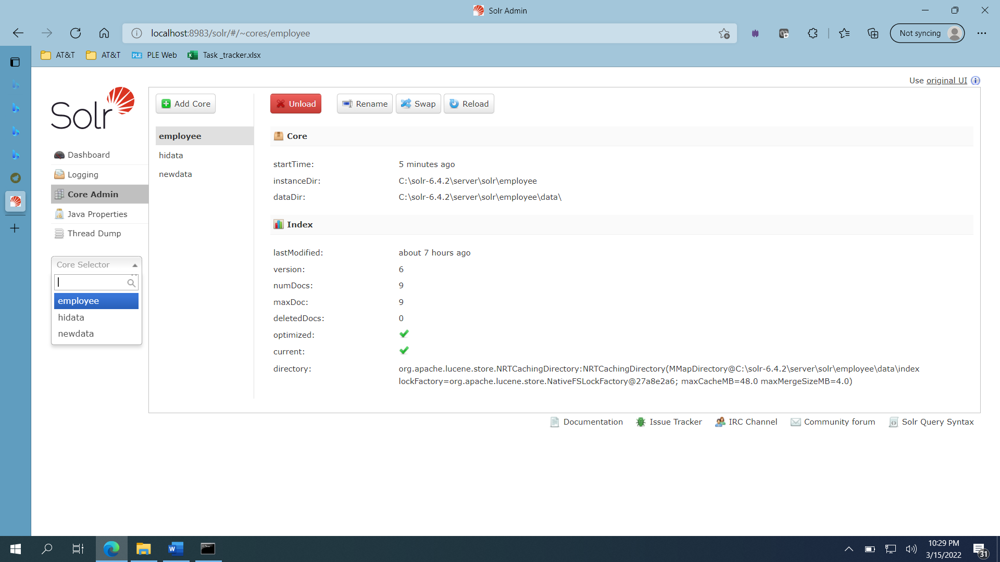 Solr Admin
localhost:8983/solr/#/~cores/employee
Not syncing
AT&T
AT&T
PLE PLE Web
Task _tracker.xlsx
Use original UI
Solr
Add Core
Unload
Rename
Swap
Reload
employee
hidata
newdata
Dashboard
Logging
Core Admin
Java Properties
Thread Dump
Core Selector
employee
hidata
newdata
Core
startTime: 5 minutes ago
instanceDir: C:\solr-6.4.2\server\solr\employee
dataDir: C:\solr-6.4.2\server\solr\employee\data\
Index
lastModified: about 7 hours ago
version: 6
numDocs: 9
maxDoc: 9
deletedDocs: 0
optimized:
current:
directory: org.apache.lucene.store.NRTCachingDirectory:NRTCachingDirectory(MMapDirectory@C:\solr-6.4.2\server\solr\employee\data\index
lockFactory=org.apache.lucene.store.NativeFSLockFactory@27a8e2a6; maxCacheMB=48.0 maxMergeSizeMB=4.0)
Documentation
Issue Tracker
IRC Channel
Community forum
Solr Query Syntax
10:29 PM
3/15/2022
31